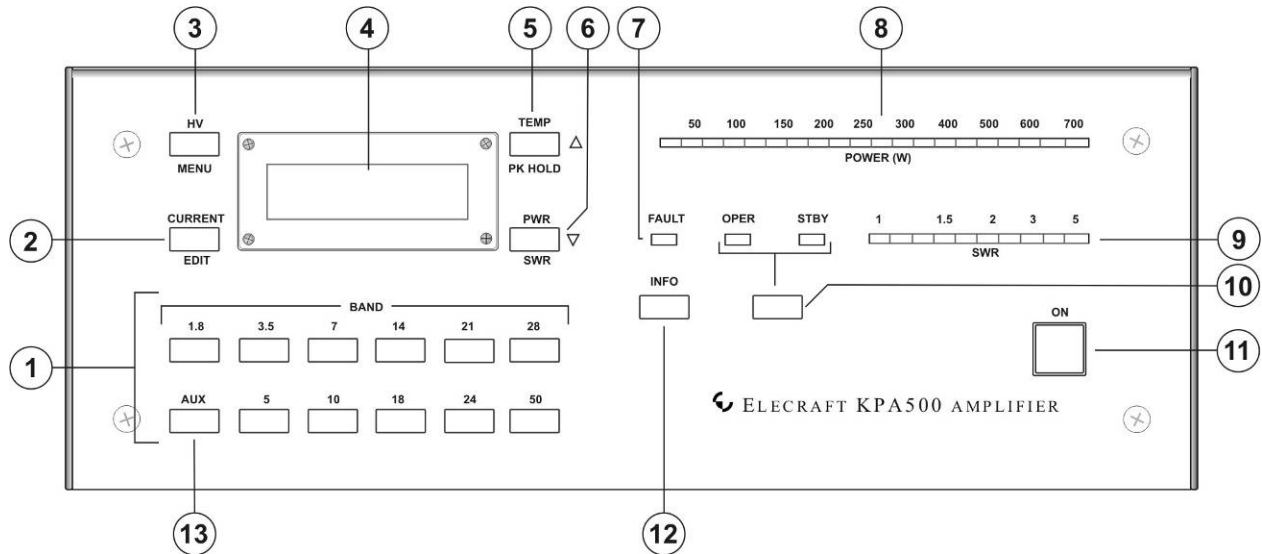 3 4 5 6 7 8
HV
MENU
TEMP
PK HOLD
50 100 150 200 250 300 400 500 600 700
POWER (W)
2
CURRENT
EDIT
PWR
SWR
FAULT
OPER STBY
1 1.5 2 3 5
SWR
9
INFO
10
ON
11
1
BAND
1.8 3.5 7 14 21 28
AUX 5 10 18 24 50
ELECRAFT KPA500 AMPLIFIER
13
12